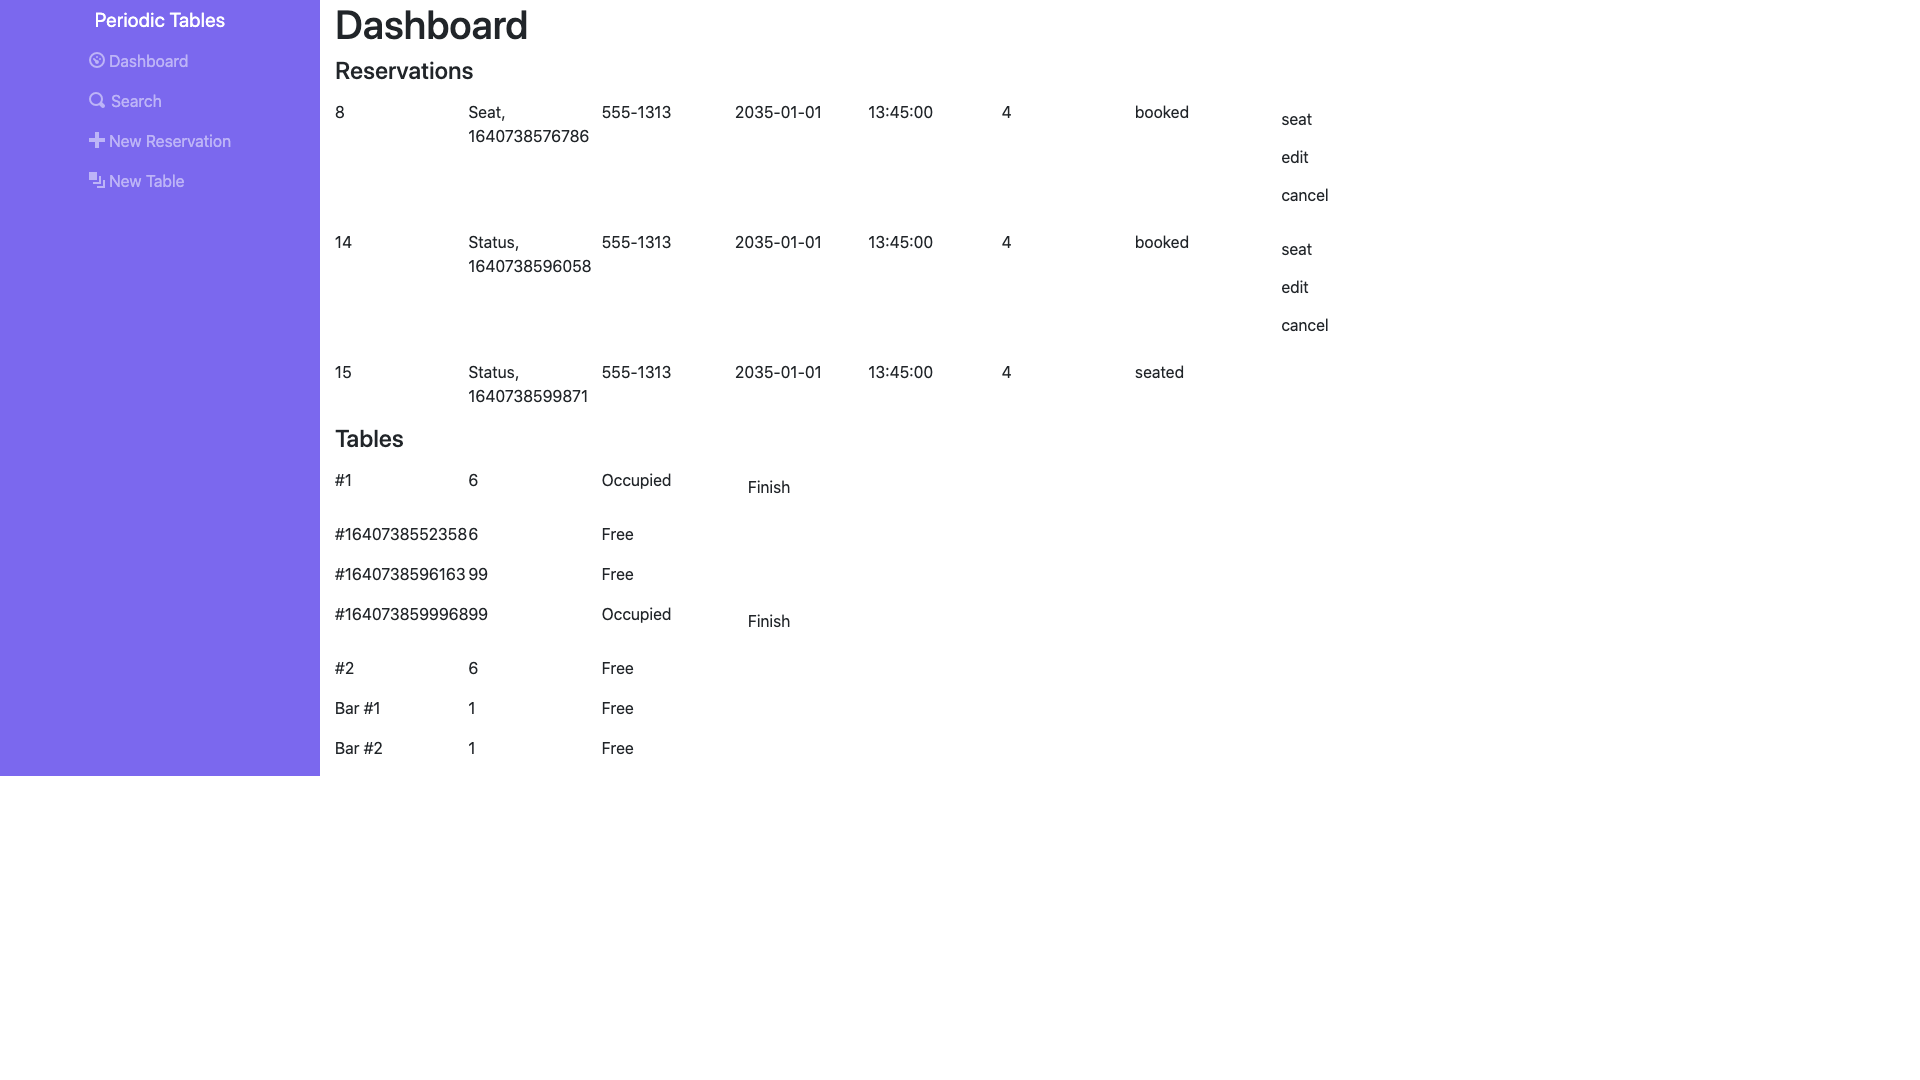 Periodic Tables
Dashboard
Search
New Reservation
New Table
Dashboard
Reservations
8 Seat, 555-1313 2035-01-01 13:45:00 4 booked seat
1640738576786
edit
cancel
14 Status, 555-1313 2035-01-01 13:45:00 4 booked seat
1640738596058
edit
cancel
15 Status, 555-1313 2035-01-01 13:45:00 4 seated
1640738599871
Tables
#1 6 Occupied Finish
#1640738552358 6 Free
#1640738596163 99 Free
#1640738599968 99 Occupied Finish
#2 6 Free
Bar #1 1 Free
Bar #2 1 Free